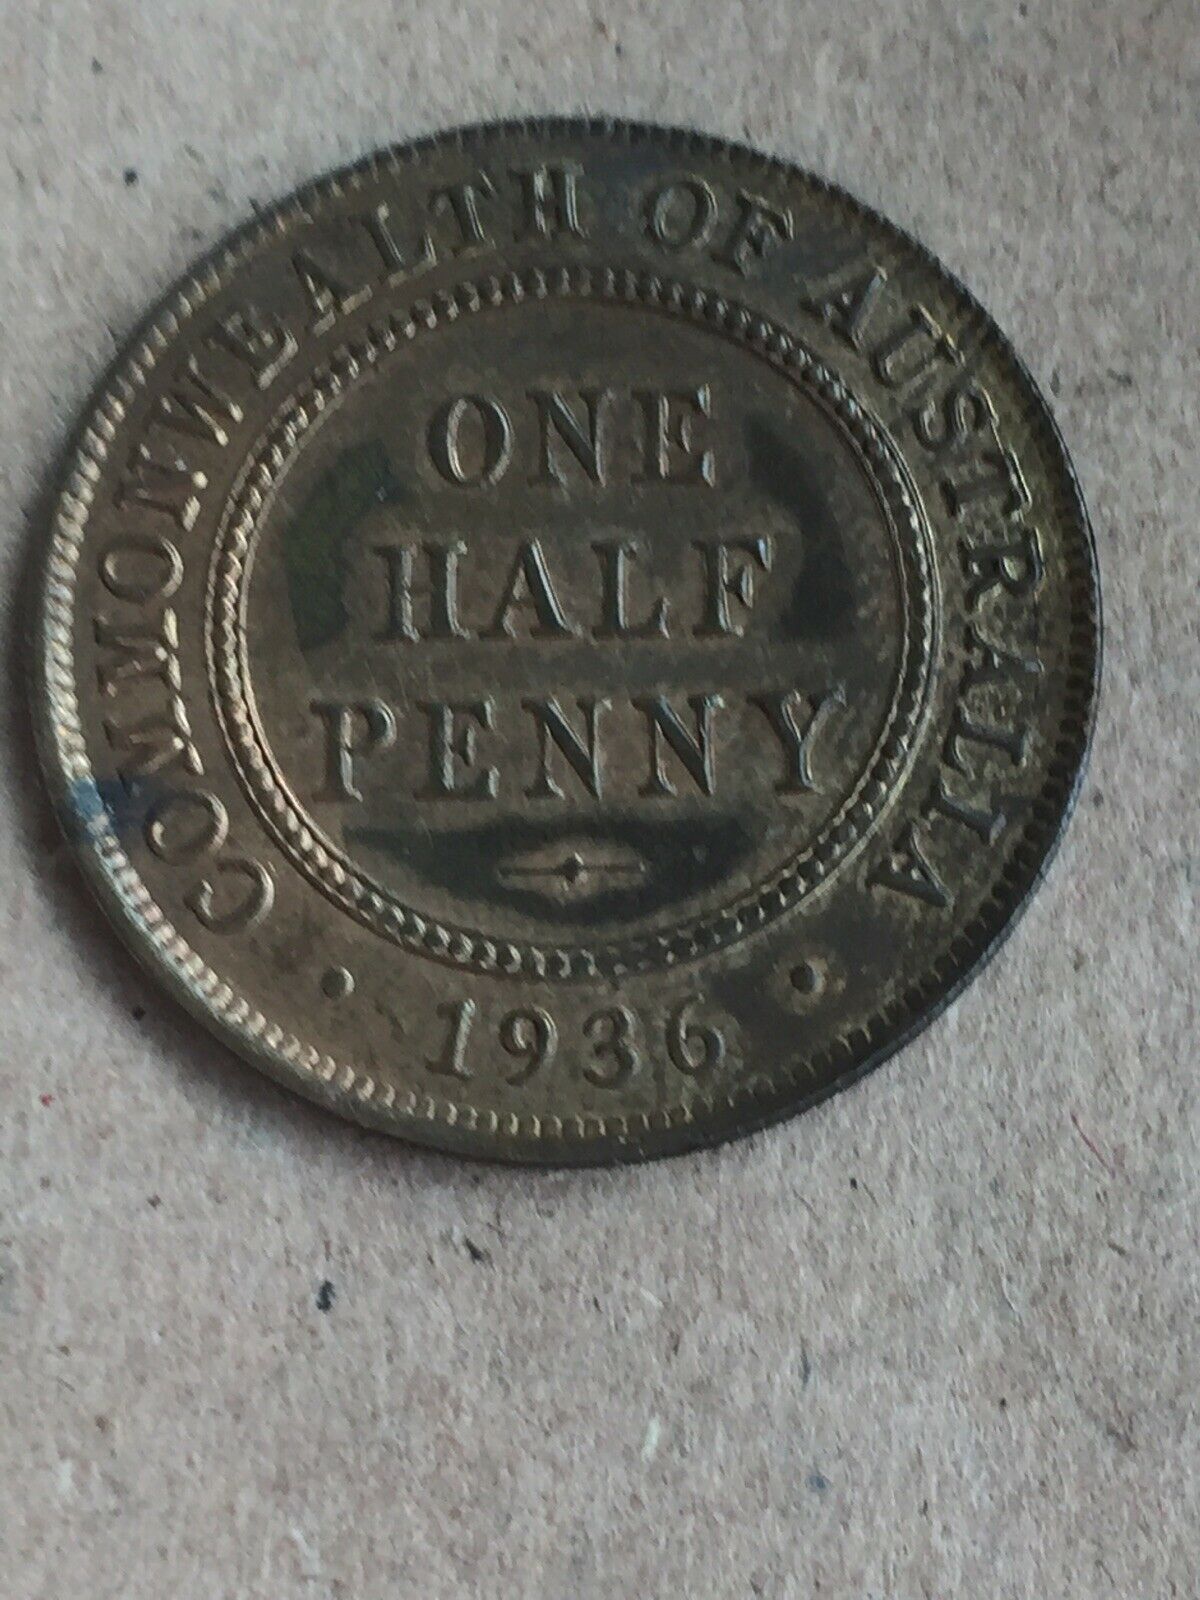 COMMONWEALTH OF AUSTRALIA
ONE
HALF
PENNY
· 1936 ·